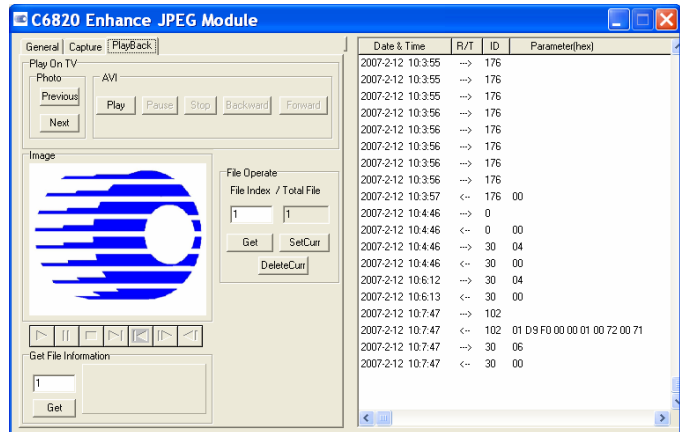 C6820 Enhance JPEG Module
General Capture PlayBack
Play On TV
Photo
Previous
Next
AVI
Play Pause Stop Backward Forward
Image
File Operate
File Index / Total File
1 1
Get SetCurr
DeleteCurr
Get File Information
1
Get
Date & Time R/T ID Parameter(hex)
2007-2-12 10:3:55 ---> 176
2007-2-12 10:3:55 ---> 176
2007-2-12 10:3:55 ---> 176
2007-2-12 10:3:56 ---> 176
2007-2-12 10:3:56 ---> 176
2007-2-12 10:3:56 ---> 176
2007-2-12 10:3:56 ---> 176
2007-2-12 10:3:57 <-- 176 00
2007-2-12 10:4:46 ---> 0
2007-2-12 10:4:46 <-- 0 00
2007-2-12 10:4:46 ---> 30 04
2007-2-12 10:4:46 <-- 30 00
2007-2-12 10:6:12 ---> 30 04
2007-2-12 10:6:13 <-- 30 00
2007-2-12 10:7:47 ---> 102
2007-2-12 10:7:47 <-- 102 01 D9 F0 00 00 01 00 72 00 71
2007-2-12 10:7:47 ---> 30 06
2007-2-12 10:7:47 <-- 30 00